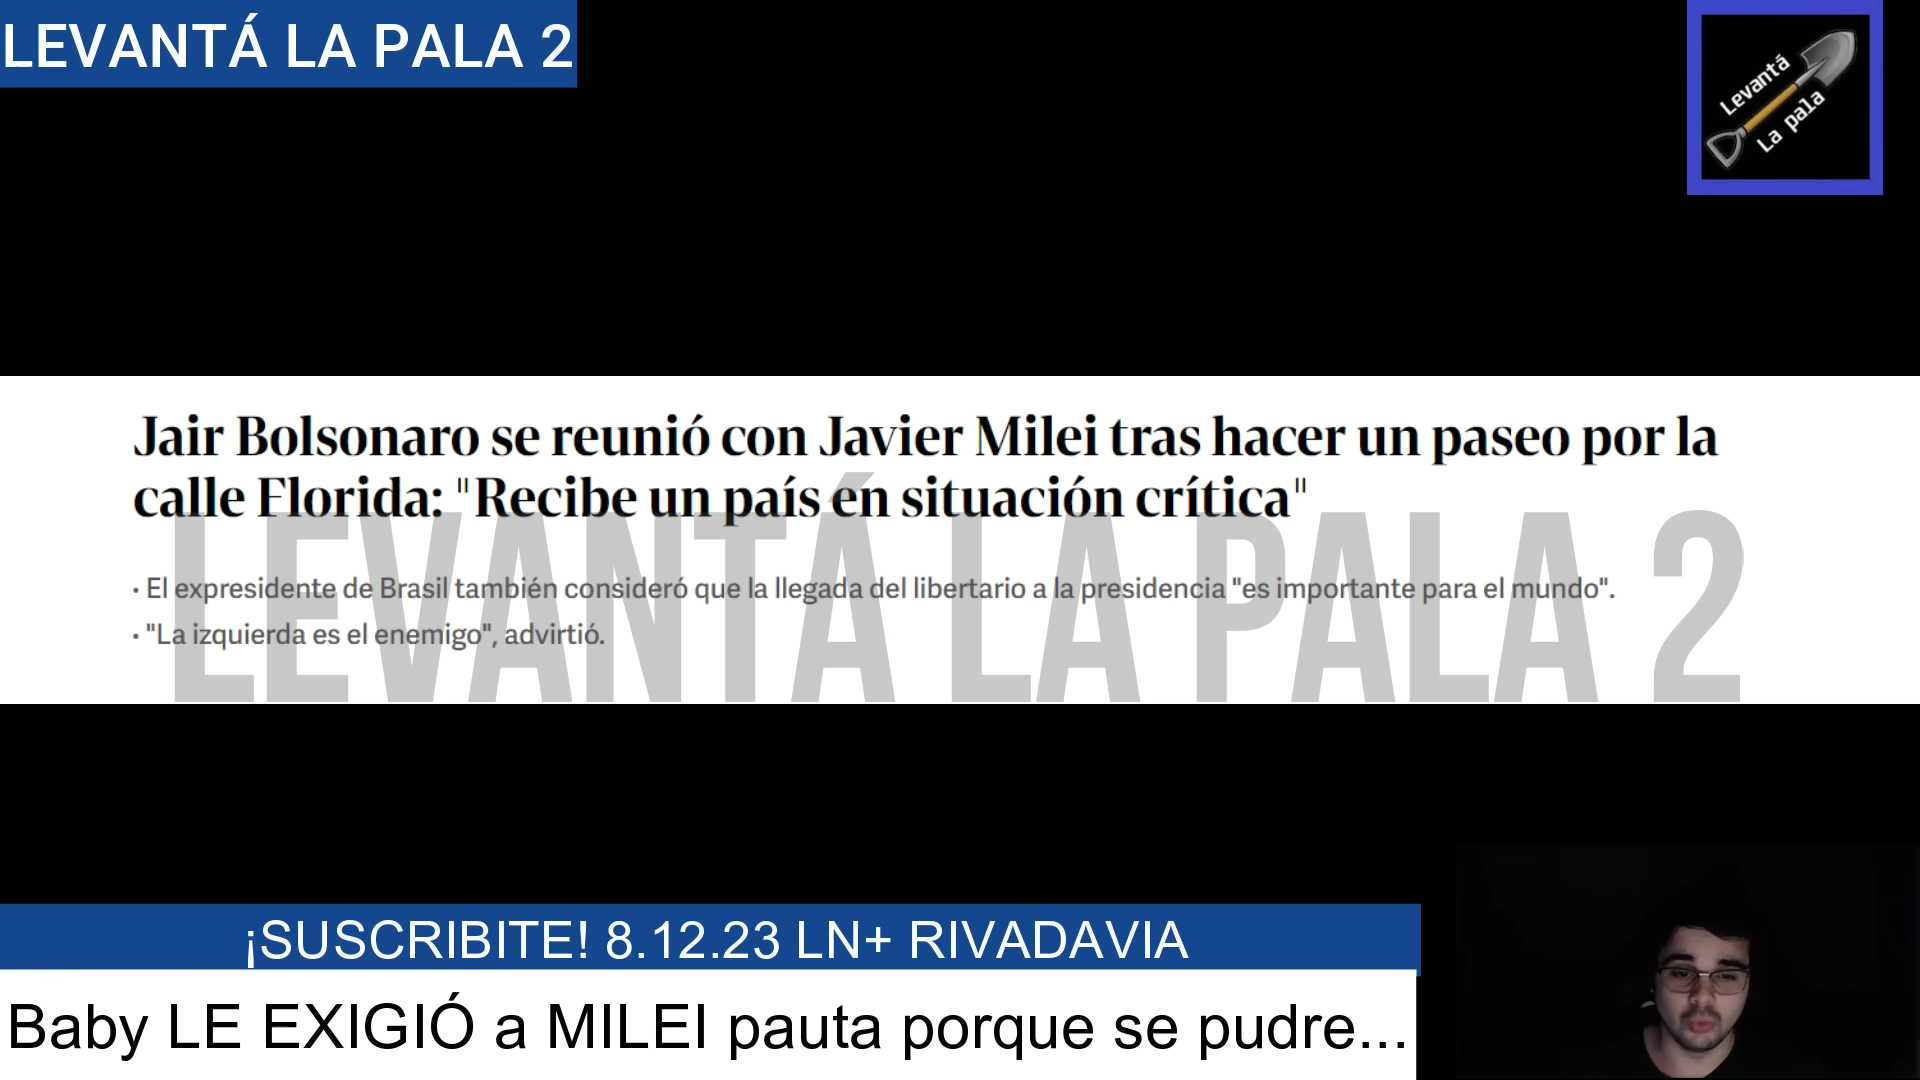 LEVANTÁ LA PALA 2
Levantá
La pala
Jair Bolsonaro se reunió con Javier Milei tras hacer un paseo por la
calle Florida: "Recibe un país en situación crítica"
LEVANTÁ LA PALA 2
· El expresidente de Brasil también consideró que la llegada del libertario a la presidencia "es importante para el mundo".
· "La izquierda es el enemigo", advirtió.
¡SUSCRIBITE! 8.12.23 LN+ RIVADAVIA
Baby LE EXIGIÓ a MILEI pauta porque se pudre...